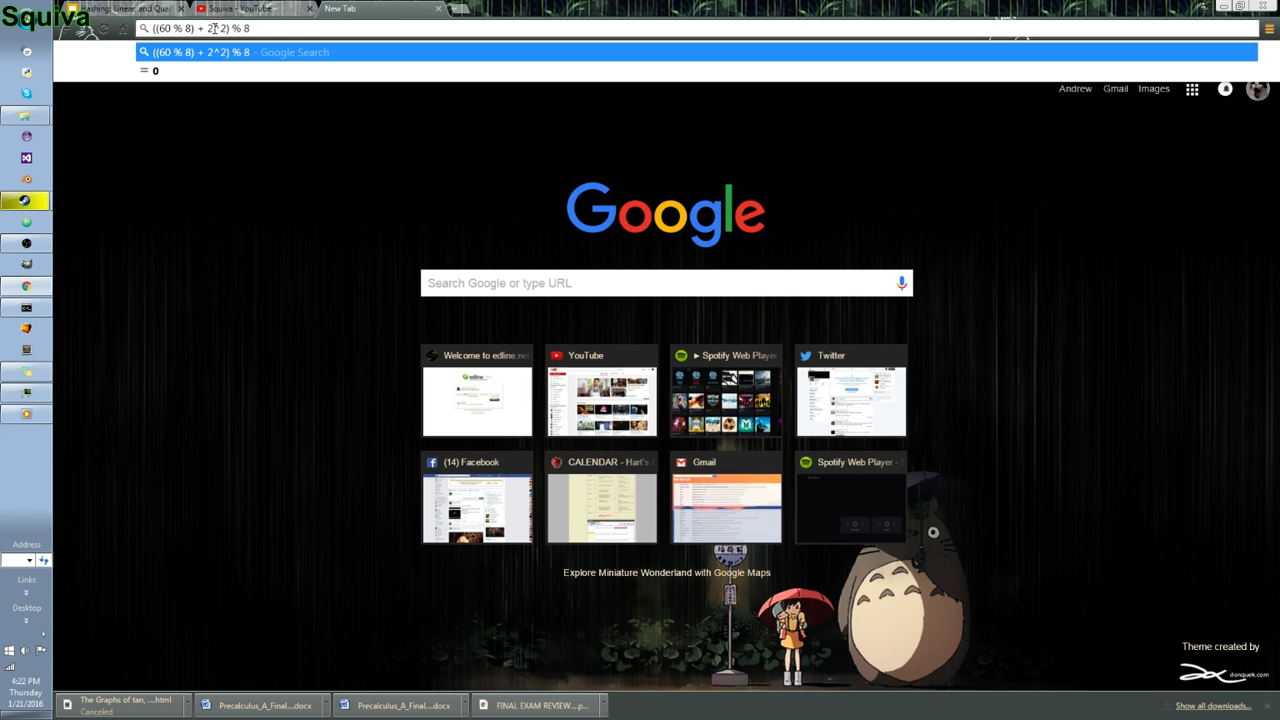 Squiva
Hashing: Linear, and Qua
Squiva - YouTube
New Tab
((60 % 8) + 2^2) % 8
((60 % 8) + 2^2) % 8 - Google Search
= 0
Andrew Gmail Images
Google
Search Google or type URL
Welcome to edline.net
YouTube
► Spotify Web Player
Twitter
(14) Facebook
CALENDAR - Hart's
Gmail
Spotify Web Player -
Explore Miniature Wonderland with Google Maps
Address
Links
Desktop
4:22 PM
Thursday
1/21/2016
Theme created by
donquek.com
The Graphs of tan, ....html
Canceled
Precalculus_A_Final....docx
Precalculus_A_Final....docx
FINAL EXAM REVIEW....p...
Show all downloads...